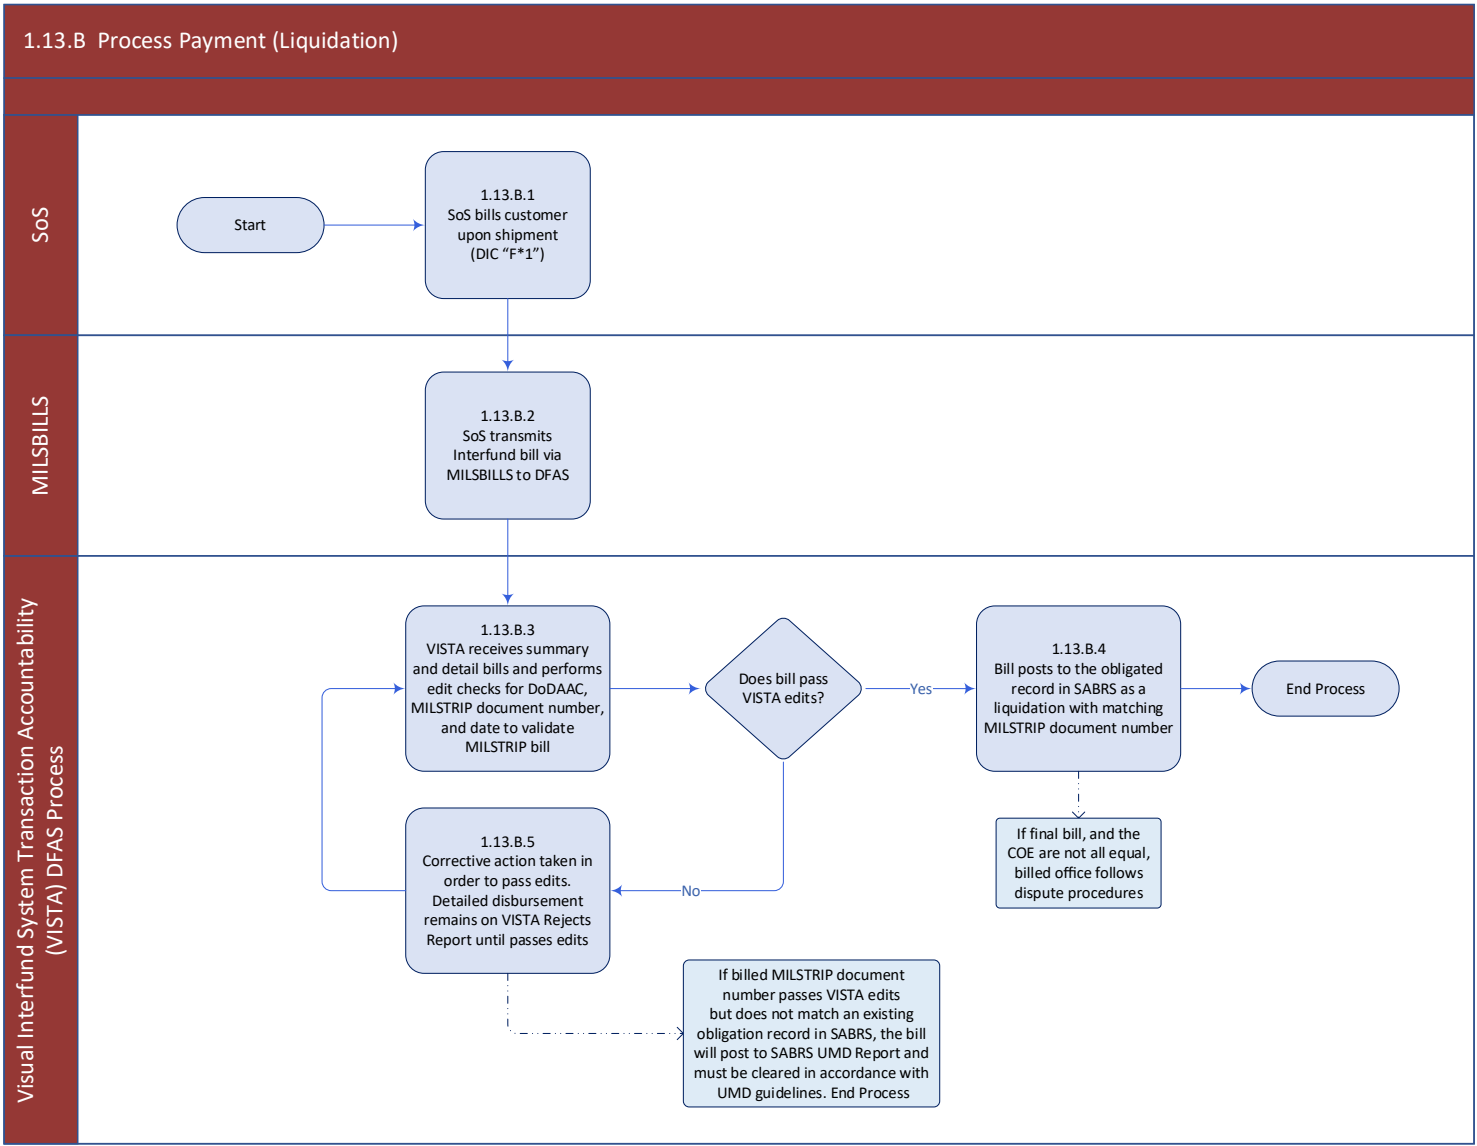 1.13.B  Process Payment (Liquidation)
SoS
Start
1.13.B.1
SoS bills customer
upon shipment
(DIC “F*1”)
MILSBILLS
1.13.B.2
SoS transmits
Interfund bill via
MILSBILLS to DFAS
Visual Interfund System Transaction Accountability
(VISTA) DFAS Process
1.13.B.3
VISTA receives summary
and detail bills and performs
edit checks for DoDAAC,
MILSTRIP document number,
and date to validate
MILSTRIP bill
Does bill pass
VISTA edits?
Yes
1.13.B.4
Bill posts to the obligated
record in SABRS as a
liquidation with matching
MILSTRIP document number
End Process
1.13.B.5
Corrective action taken in
order to pass edits.
Detailed disbursement
remains on VISTA Rejects
Report until passes edits
No
If final bill, and the
COE are not all equal,
billed office follows
dispute procedures
If billed MILSTRIP document
number passes VISTA edits
but does not match an existing
obligation record in SABRS, the bill
will post to SABRS UMD Report and
must be cleared in accordance with
UMD guidelines. End Process